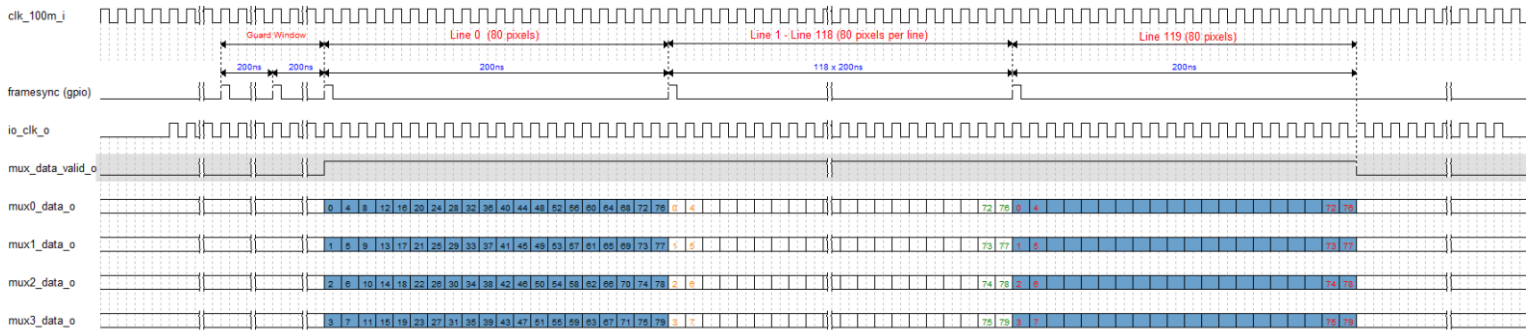 clk_100m_i
Guard Window Line 0 (80 pixels) Line 1 - Line 118 (80 pixels per line) Line 119 (80 pixels)
200ns 200ns 200ns 118 x 200ns 200ns
framesync (gpio)
io_clk_o
mux_data_valid_o
mux0_data_o 0 4 8 12 16 20 24 28 32 36 40 44 48 52 56 60 64 68 72 76 0 4 72 76 0 4 72 76
mux1_data_o 1 5 9 13 17 21 25 29 33 37 41 45 49 53 57 61 65 69 73 77 1 5 73 77 1 5 73 77
mux2_data_o 2 6 10 14 18 22 26 30 34 38 42 46 50 54 58 62 66 70 74 78 2 6 74 78 2 6 74 78
mux3_data_o 3 7 11 15 19 23 27 31 35 39 43 47 51 55 59 63 67 71 75 79 3 7 75 79 3 7 75 79